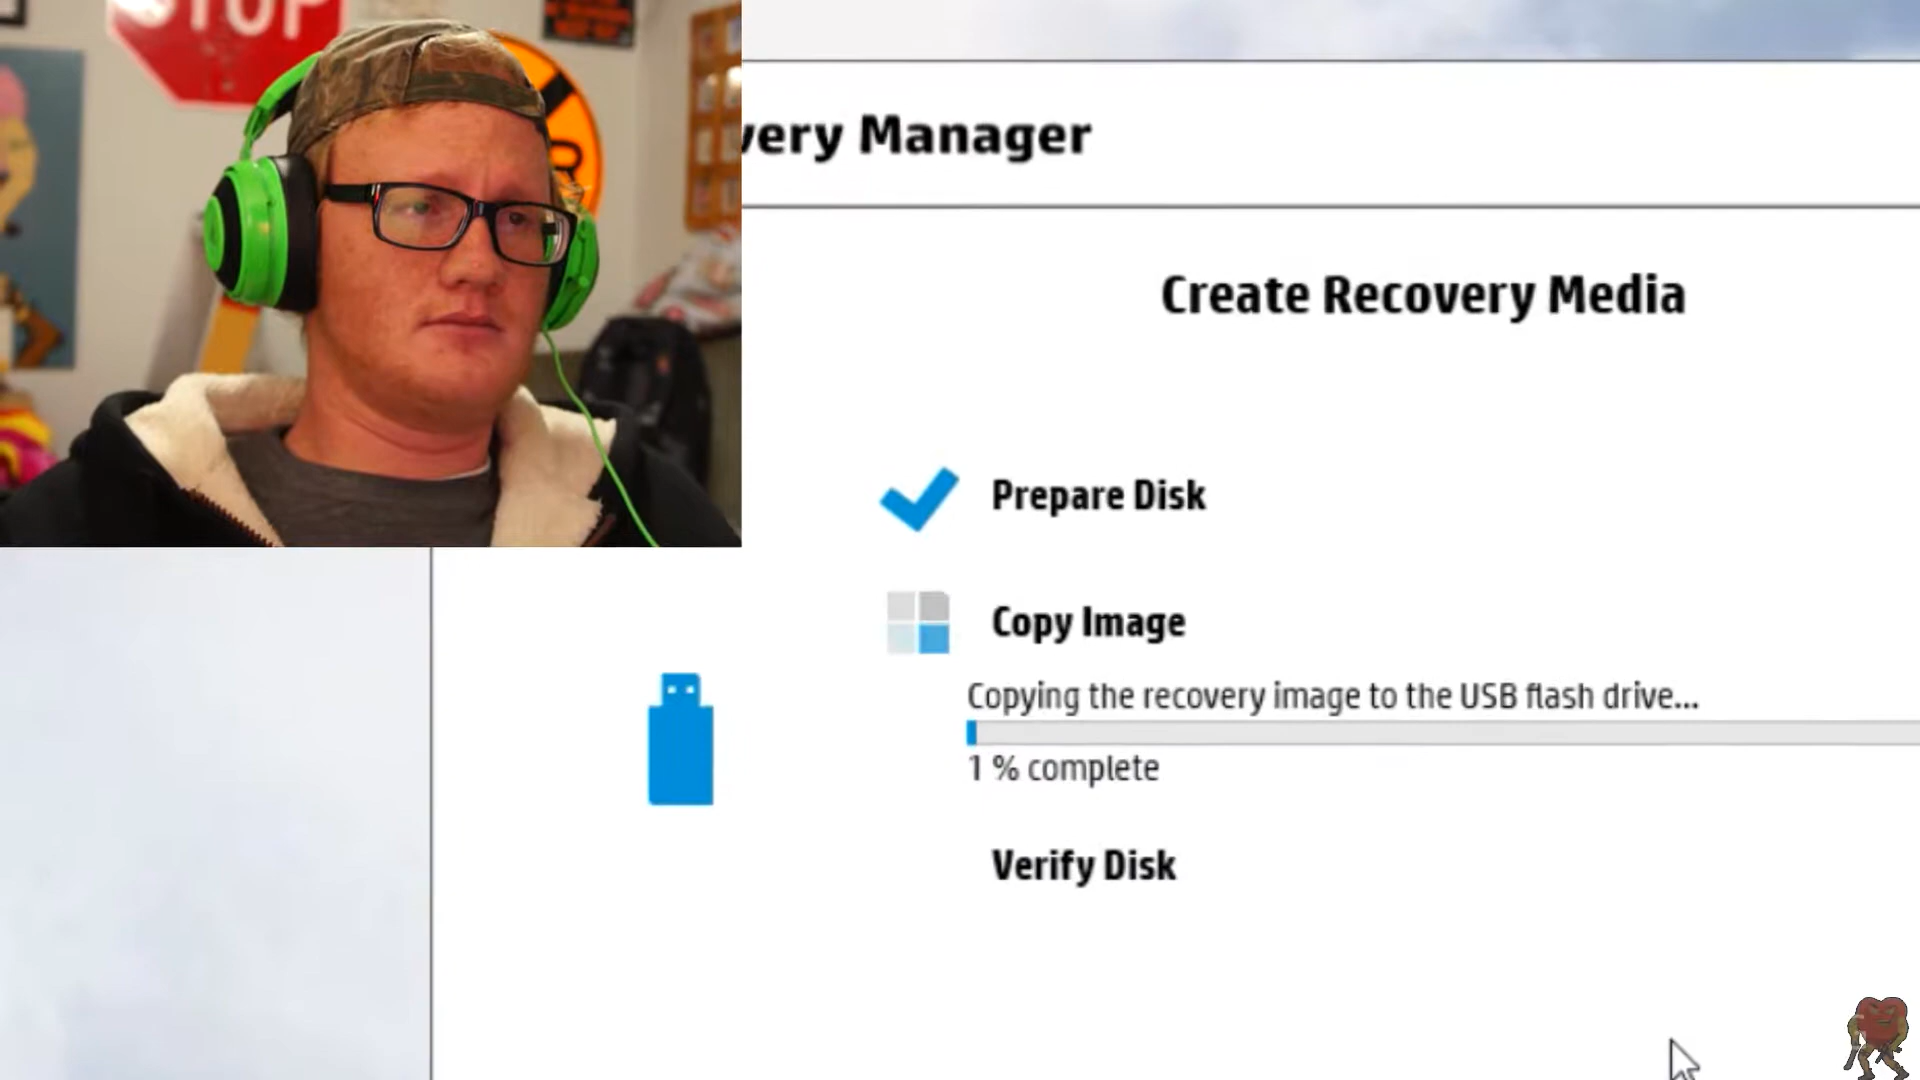 STOP
very Manager
Create Recovery Media
Prepare Disk
Copy Image
Copying the recovery image to the USB flash drive...
1 % complete
Verify Disk